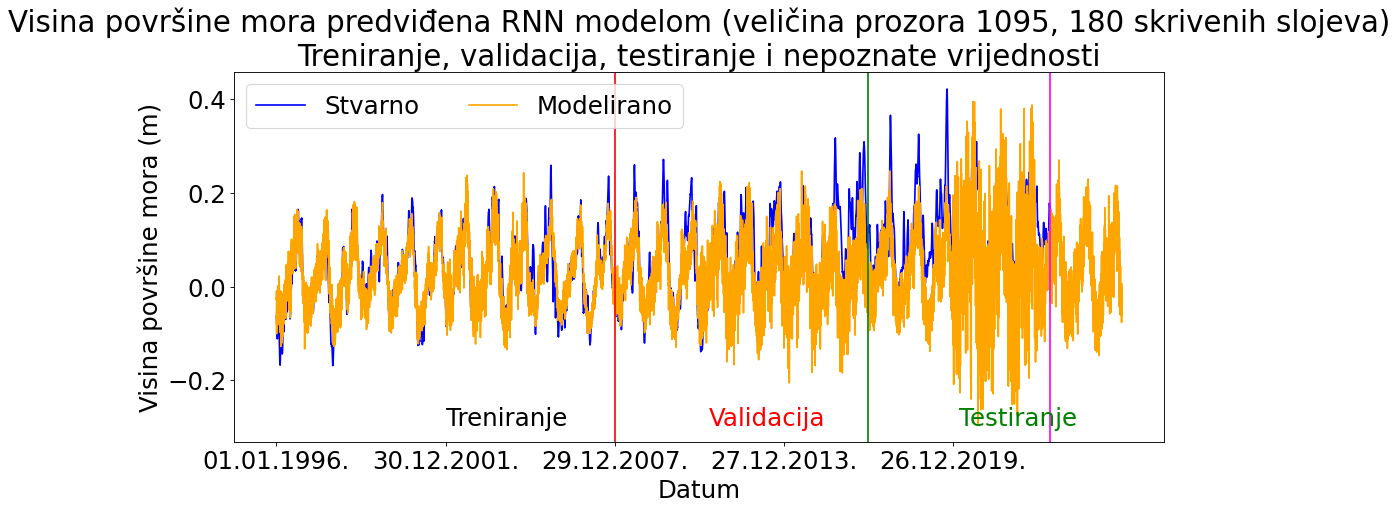 Visina površine mora predviđena RNN modelom (veličina prozora 1095, 180 skrivenih slojeva)
Treniranje, validacija, testiranje i nepoznate vrijednosti
Stvarno Modelirano
Visina površine mora (m)
0.4
0.2
0.0
−0.2
Treniranje Validacija Testiranje
01.01.1996. 30.12.2001. 29.12.2007. 27.12.2013. 26.12.2019.
Datum